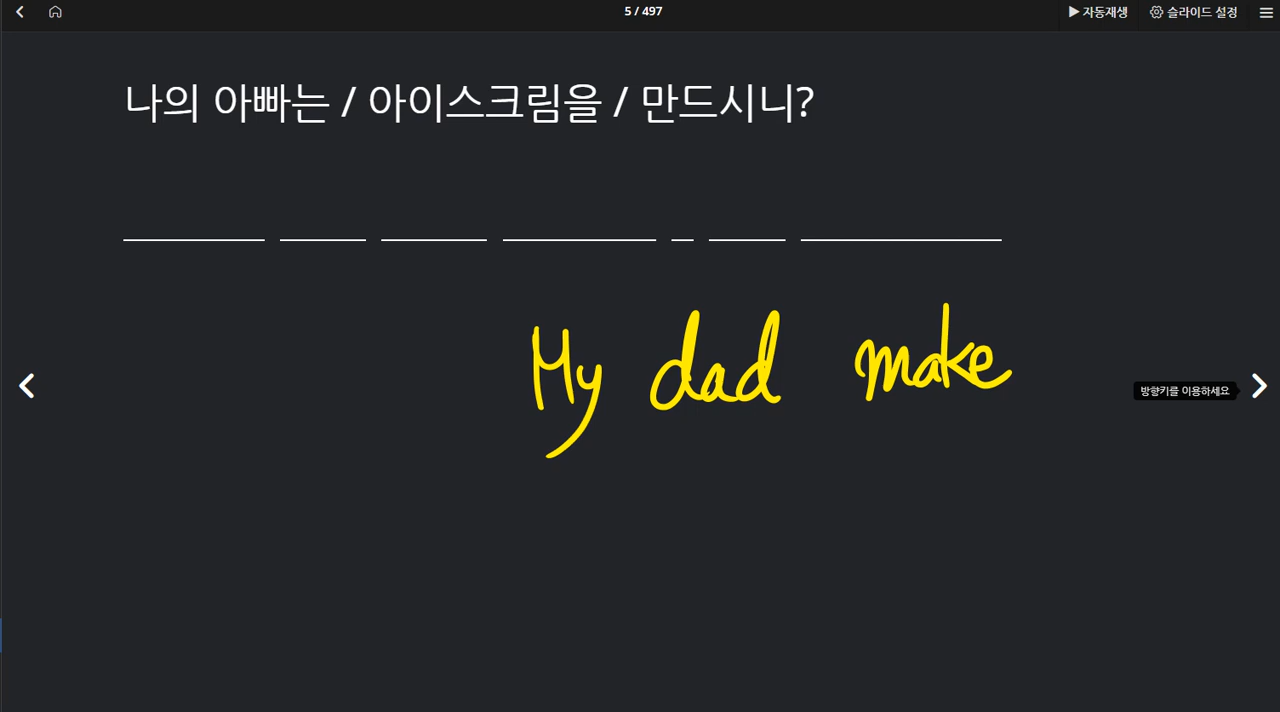 5 / 497
▶ 자동재생
슬라이드 설정
나의 아빠는 / 아이스크림을 / 만드시니?
My dad make
방향키를 이용하세요